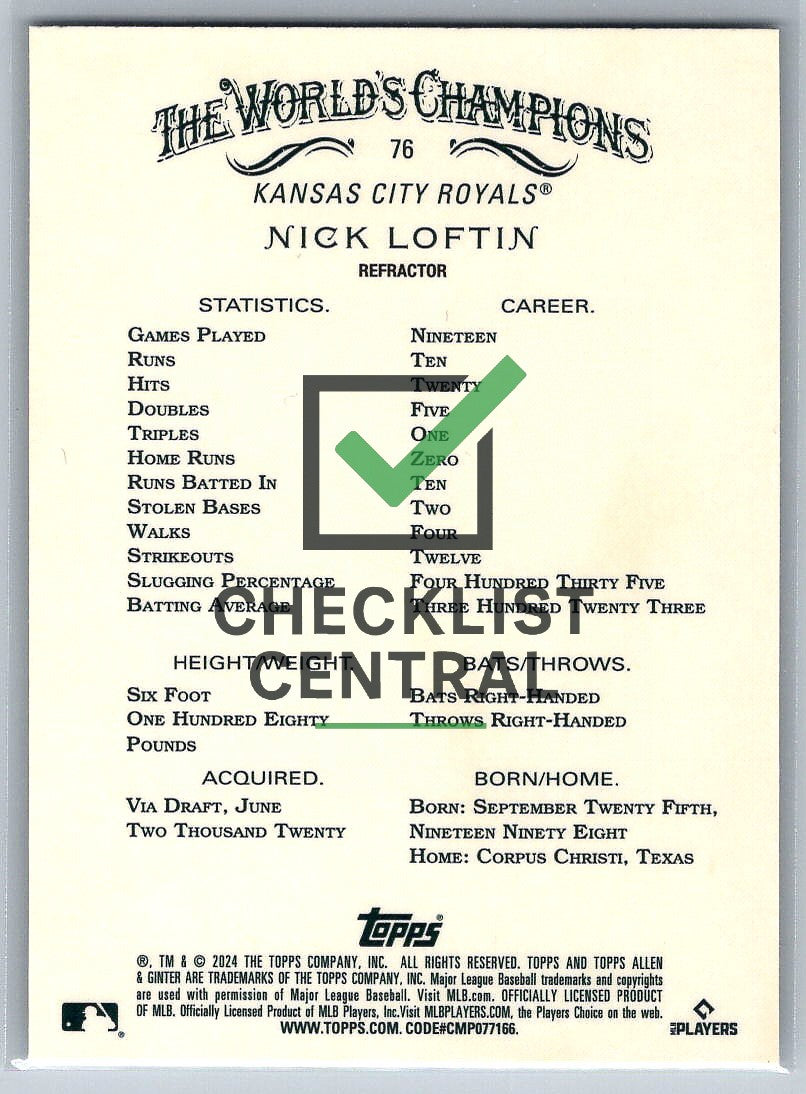 THE WORLD'S CHAMPIONS
76
KANSAS CITY ROYALS®
NICK LOFTIN
REFRACTOR
STATISTICS. CAREER.
GAMES PLAYED NINETEEN
RUNS TEN
HITS TWENTY
DOUBLES FIVE
TRIPLES ONE
HOME RUNS ZERO
RUNS BATTED IN TEN
STOLEN BASES TWO
WALKS FOUR
STRIKEOUTS TWELVE
SLUGGING PERCENTAGE FOUR HUNDRED THIRTY FIVE
BATTING AVERAGE THREE HUNDRED TWENTY THREE
CHECKLIST
CENTRAL
HEIGHT/WEIGHT. BATS/THROWS.
SIX FOOT BATS RIGHT-HANDED
ONE HUNDRED EIGHTY THROWS RIGHT-HANDED
POUNDS
ACQUIRED. BORN/HOME.
VIA DRAFT, JUNE BORN: SEPTEMBER TWENTY FIFTH,
TWO THOUSAND TWENTY NINETEEN NINETY EIGHT
HOME: CORPUS CHRISTI, TEXAS
Topps®
®, TM & © 2024 THE TOPPS COMPANY, INC. ALL RIGHTS RESERVED. TOPPS AND TOPPS ALLEN
& GINTER ARE TRADEMARKS OF THE TOPPS COMPANY, INC. Major League Baseball trademarks and copyrights
are used with permission of Major League Baseball. Visit MLB.com. OFFICIALLY LICENSED PRODUCT
OF MLB. Officially Licensed Product of MLB Players, Inc.Visit MLBPLAYERS.COM, the Players Choice on the web.
WWW.TOPPS.COM. CODE#CMP077166.
MLB PLAYERS